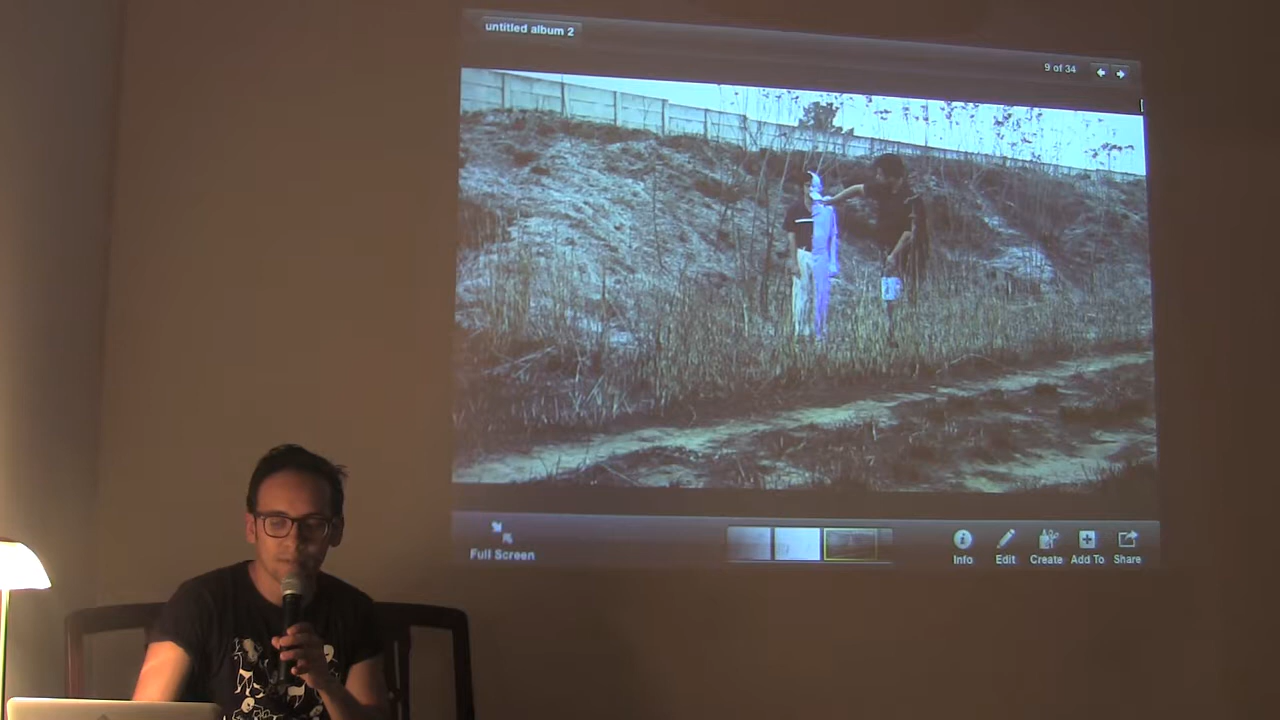 untitled album 2
9 of 34
Full Screen
Info
Edit
Create
Add To
Share